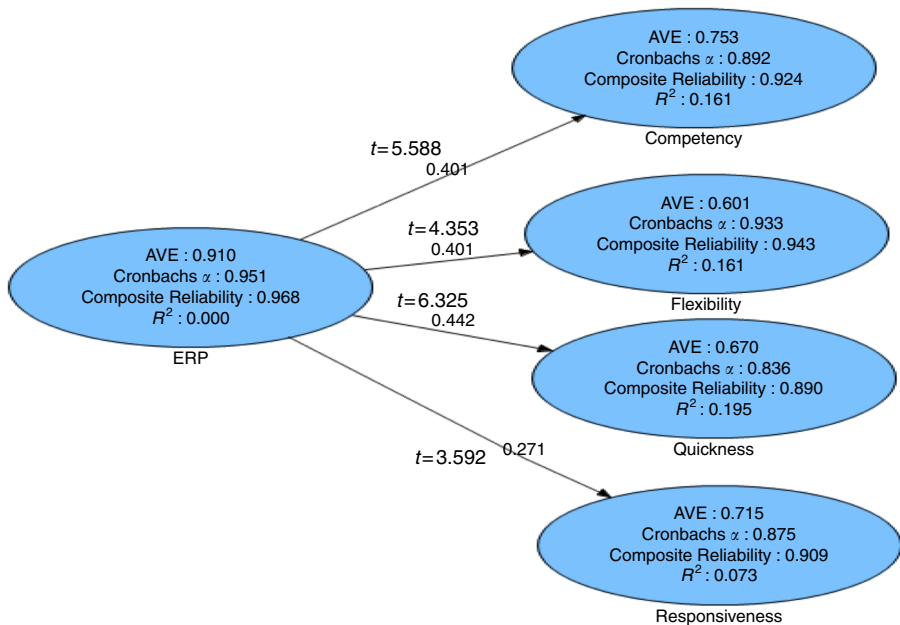 AVE : 0.753
Cronbachs α : 0.892
Composite Reliability : 0.924
R² : 0.161
Competency
t=5.588
0.401
AVE : 0.601
Cronbachs α : 0.933
Composite Reliability : 0.943
R² : 0.161
Flexibility
t=4.353
0.401
AVE : 0.910
Cronbachs α : 0.951
Composite Reliability : 0.968
R² : 0.000
ERP
t=6.325
0.442
AVE : 0.670
Cronbachs α : 0.836
Composite Reliability : 0.890
R² : 0.195
Quickness
t=3.592
0.271
AVE : 0.715
Cronbachs α : 0.875
Composite Reliability : 0.909
R² : 0.073
Responsiveness